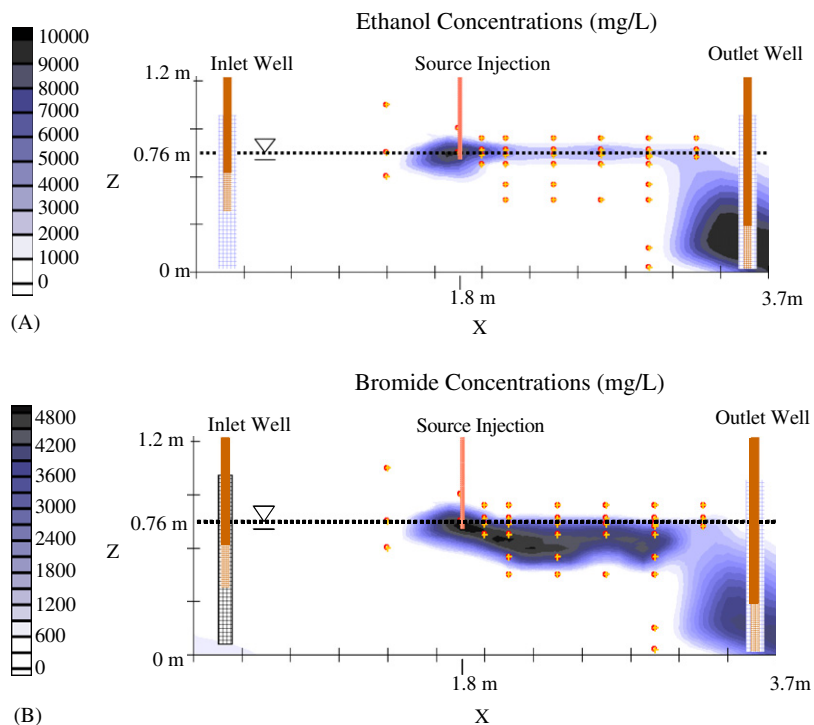 Ethanol Concentrations (mg/L)
10000
9000
8000
7000
6000
5000
4000
3000
2000
1000
0
Inlet Well
Source Injection
Outlet Well
1.2 m
0.76 m
Z
0 m
1.8 m
3.7m
X
(A)
Bromide Concentrations (mg/L)
4800
4200
3600
3000
2400
1800
1200
600
0
Inlet Well
Source Injection
Outlet Well
1.2 m
0.76 m
Z
0 m
1.8 m
3.7m
X
(B)